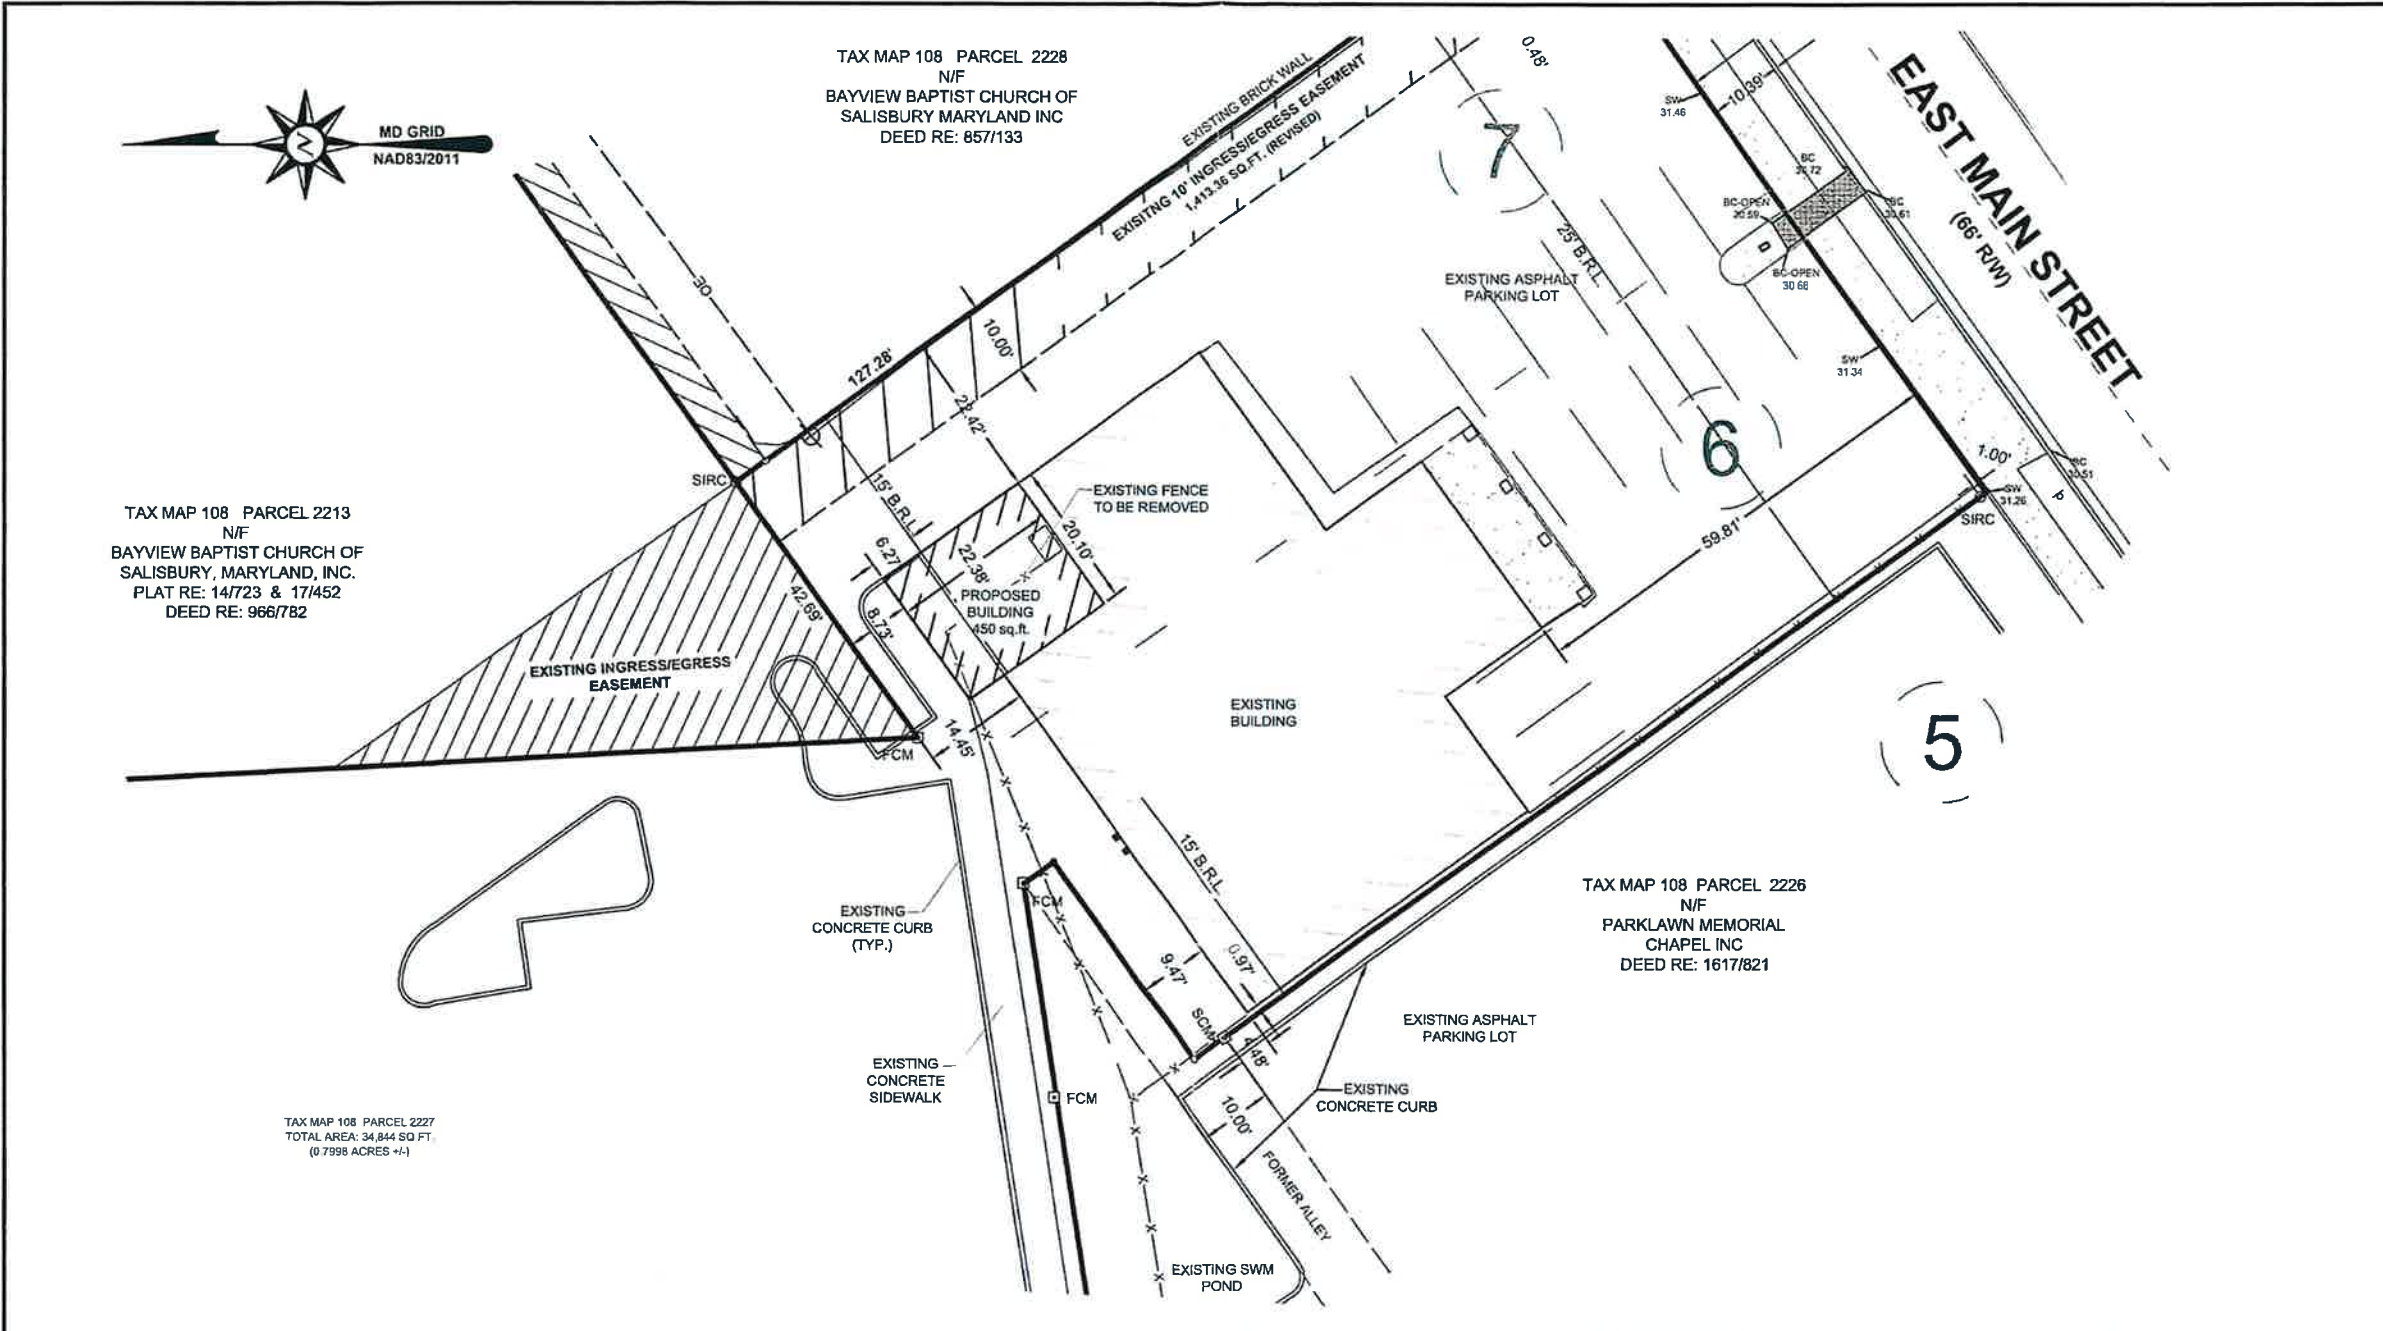 TAX MAP 108 PARCEL 2228
N/F
BAYVIEW BAPTIST CHURCH OF
SALISBURY MARYLAND INC
DEED RE: 857/133
MD GRID
NAD83/2011
N
EXISTING BRICK WALL
EXISITNG 10' INGRESS/EGRESS EASEMENT
1,413.36 SQ.FT. (REVISED)
0.48'
7
25' B.R.L.
EXISTING ASPHALT
PARKING LOT
SW
31.46
10.39'
BC
BC-OPEN
BC
BC-OPEN
30.68
EAST MAIN STREET
(66' R/W)
SW
31.34
6
1.00'
BC
30.51
SW
31.26
SIRC
59.81'
OE
127.28'
10.00'
22.42'
SIRC
15' B.R.L.
6.27'
EXISTING FENCE
TO BE REMOVED
20.10'
22.38'
PROPOSED
BUILDING
450 sq.ft.
8.73'
42.69'
TAX MAP 108 PARCEL 2213
N/F
BAYVIEW BAPTIST CHURCH OF
SALISBURY, MARYLAND, INC.
PLAT RE: 14/723 & 17/452
DEED RE: 966/782
EXISTING INGRESS/EGRESS
EASEMENT
FCM
14.45'
EXISTING
BUILDING
5
15' B.R.L.
TAX MAP 108 PARCEL 2226
N/F
PARKLAWN MEMORIAL
CHAPEL INC
DEED RE: 1617/821
EXISTING
CONCRETE CURB
(TYP.)
FCM
9.47'
0.97'
SCM
4.48'
EXISTING ASPHALT
PARKING LOT
EXISTING
CONCRETE SIDEWALK
FCM
10.00'
EXISTING
CONCRETE CURB
FORMER ALLEY
TAX MAP 108 PARCEL 2227
TOTAL AREA: 34,844 SQ FT.
(0.7998 ACRES +/-)
EXISTING SWM
POND